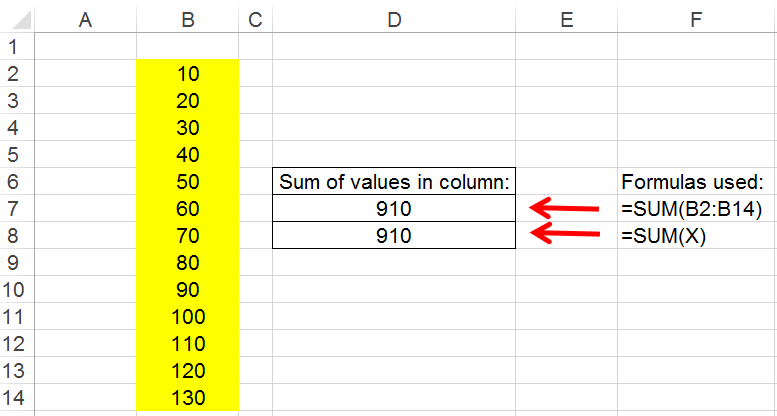 A B C D E F
1
2 10
3 20
4 30
5 40
6 50 Sum of values in column: Formulas used:
7 60 910 =SUM(B2:B14)
8 70 910 =SUM(X)
9 80
10 90
11 100
12 110
13 120
14 130